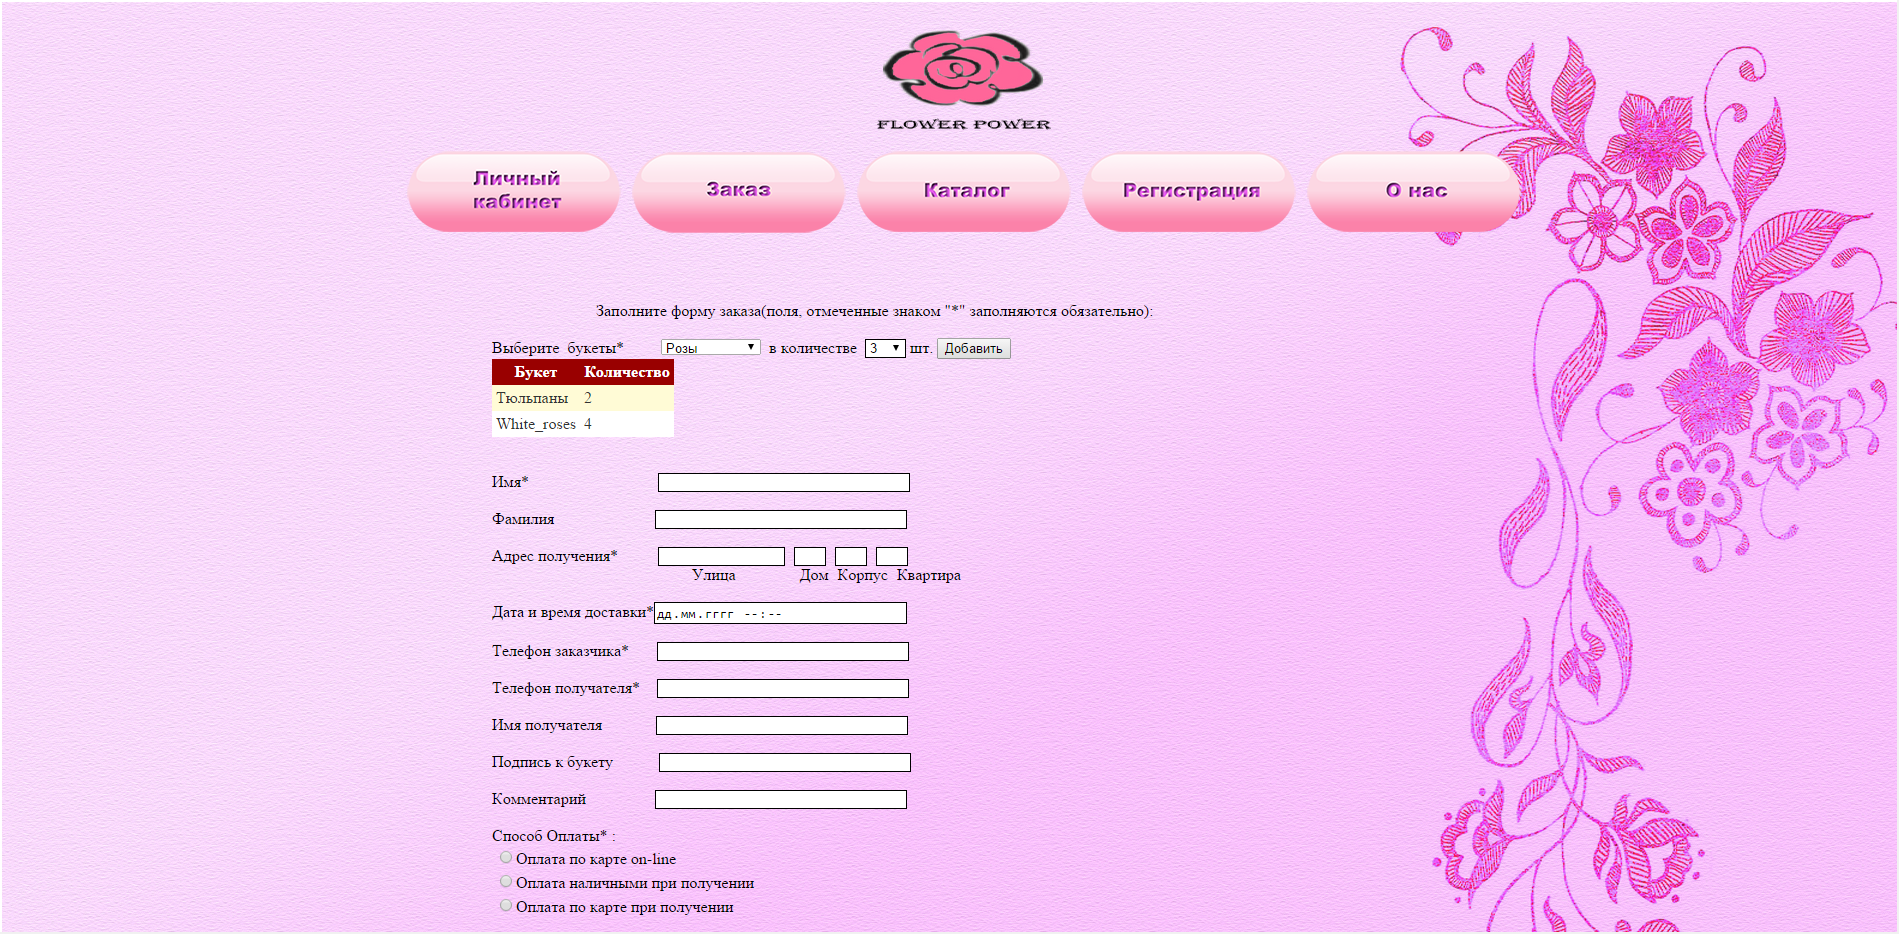 FLOWER POWER
Личный кабинет
Заказ
Каталог
Регистрация
О нас
Заполните форму заказа(поля, отмеченные знаком "*" заполняются обязательно):
Выберите букеты* Розы в количестве 3 шт. Добавить
Букет Количество
Тюльпаны 2
White_roses 4
Имя*
Фамилия
Адрес получения*
Улица Дом Корпус Квартира
Дата и время доставки* дд.мм.гггг --:--
Телефон заказчика*
Телефон получателя*
Имя получателя
Подпись к букету
Комментарий
Способ Оплаты* :
Оплата по карте on-line
Оплата наличными при получении
Оплата по карте при получении